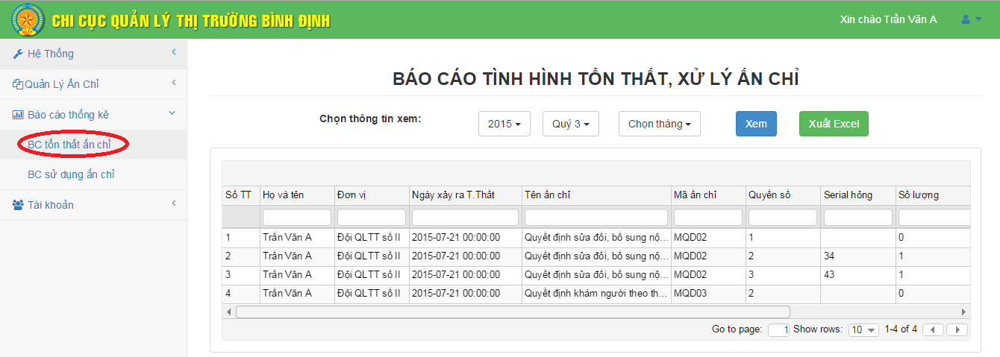 QLTT
CHI CỤC QUẢN LÝ THỊ TRƯỜNG BÌNH ĐỊNH
Xin chào Trần Văn A
Hệ Thống
Quản Lý Ấn Chỉ
Báo cáo thống kê
BC tổn thất ấn chỉ
BC sử dụng ấn chỉ
Tài khoản
BÁO CÁO TÌNH HÌNH TỔN THẤT, XỬ LÝ ẤN CHỈ
Chọn thông tin xem: 2015 Quý 3 Chọn tháng Xem Xuất Excel
Số TT Họ và tên Đơn vị Ngày xảy ra T.Thất Tên ấn chỉ Mã ấn chỉ Quyển số Serial hỏng Số lượng
1 Trần Văn A Đội QLTT số II 2015-07-21 00:00:00 Quyết định sửa đổi, bổ sung nộ... MQD02 1 0
2 Trần Văn A Đội QLTT số II 2015-07-21 00:00:00 Quyết định sửa đổi, bổ sung nộ... MQD02 2 34 1
3 Trần Văn A Đội QLTT số II 2015-07-21 00:00:00 Quyết định sửa đổi, bổ sung nộ... MQD02 3 43 1
4 Trần Văn A Đội QLTT số II 2015-07-21 00:00:00 Quyết định khám người theo th... MQD03 2 0
Go to page: 1 Show rows: 10 1-4 of 4